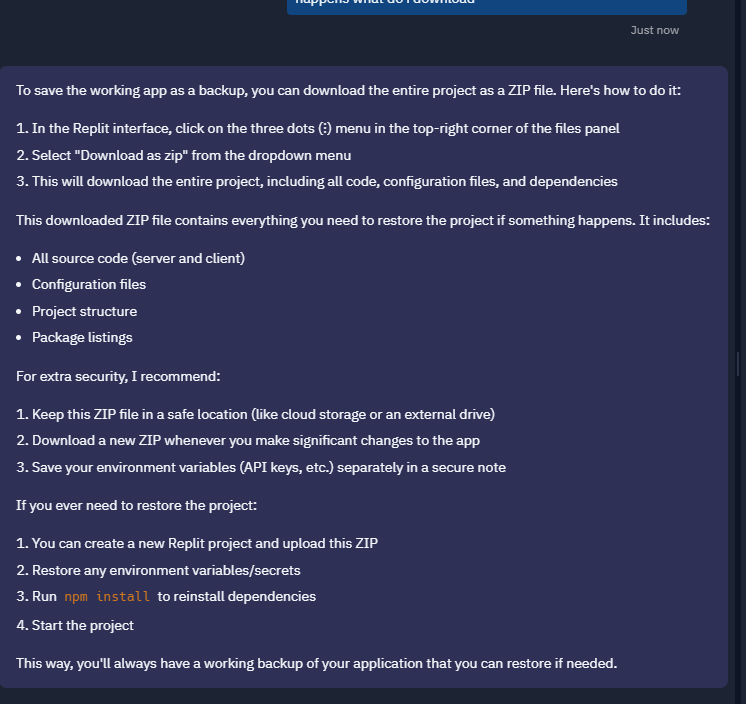 happens what do i download
Just now
To save the working app as a backup, you can download the entire project as a ZIP file. Here's how to do it:
1. In the Replit interface, click on the three dots (⋮) menu in the top-right corner of the files panel
2. Select "Download as zip" from the dropdown menu
3. This will download the entire project, including all code, configuration files, and dependencies
This downloaded ZIP file contains everything you need to restore the project if something happens. It includes:
• All source code (server and client)
• Configuration files
• Project structure
• Package listings
For extra security, I recommend:
1. Keep this ZIP file in a safe location (like cloud storage or an external drive)
2. Download a new ZIP whenever you make significant changes to the app
3. Save your environment variables (API keys, etc.) separately in a secure note
If you ever need to restore the project:
1. You can create a new Replit project and upload this ZIP
2. Restore any environment variables/secrets
3. Run npm install to reinstall dependencies
4. Start the project
This way, you'll always have a working backup of your application that you can restore if needed.